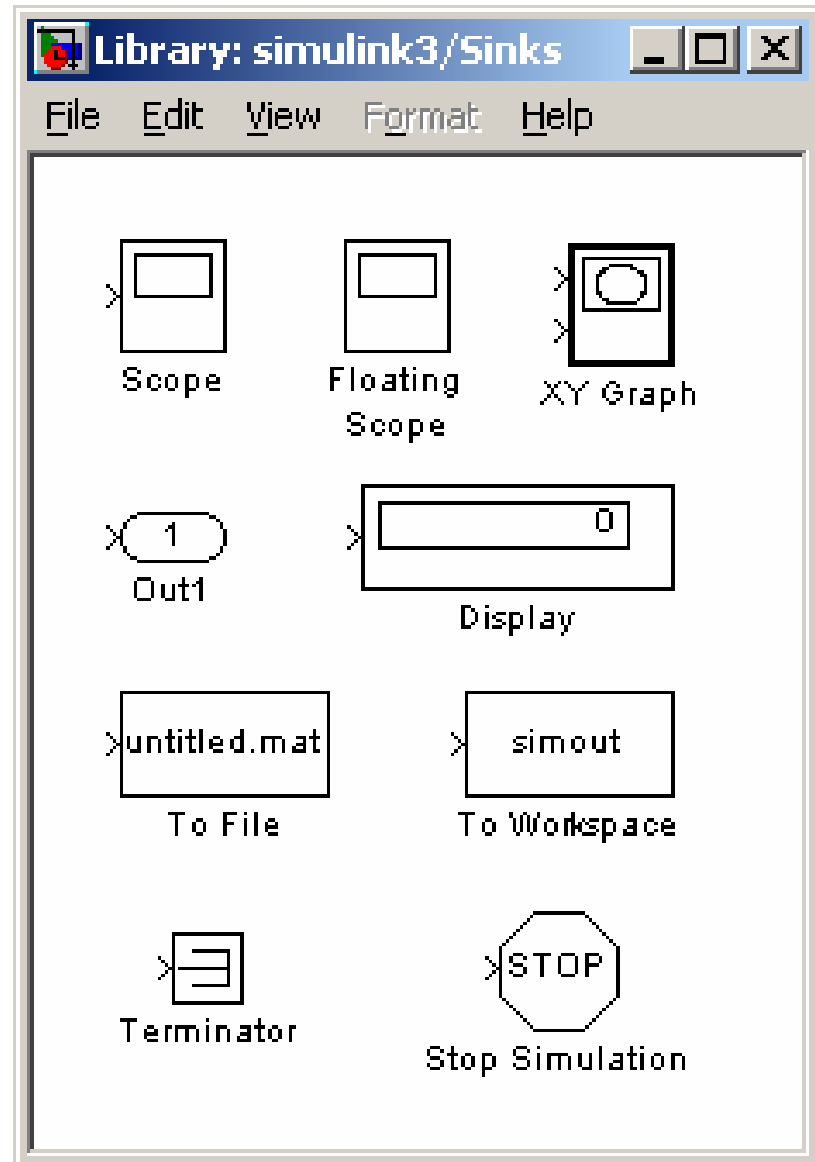 Library: simulink3/Sinks
File Edit View Format Help
Scope
Floating
Scope
XY Graph
1
Out1
0
Display
untitled.mat
To File
simout
To Workspace
Terminator
STOP
Stop Simulation